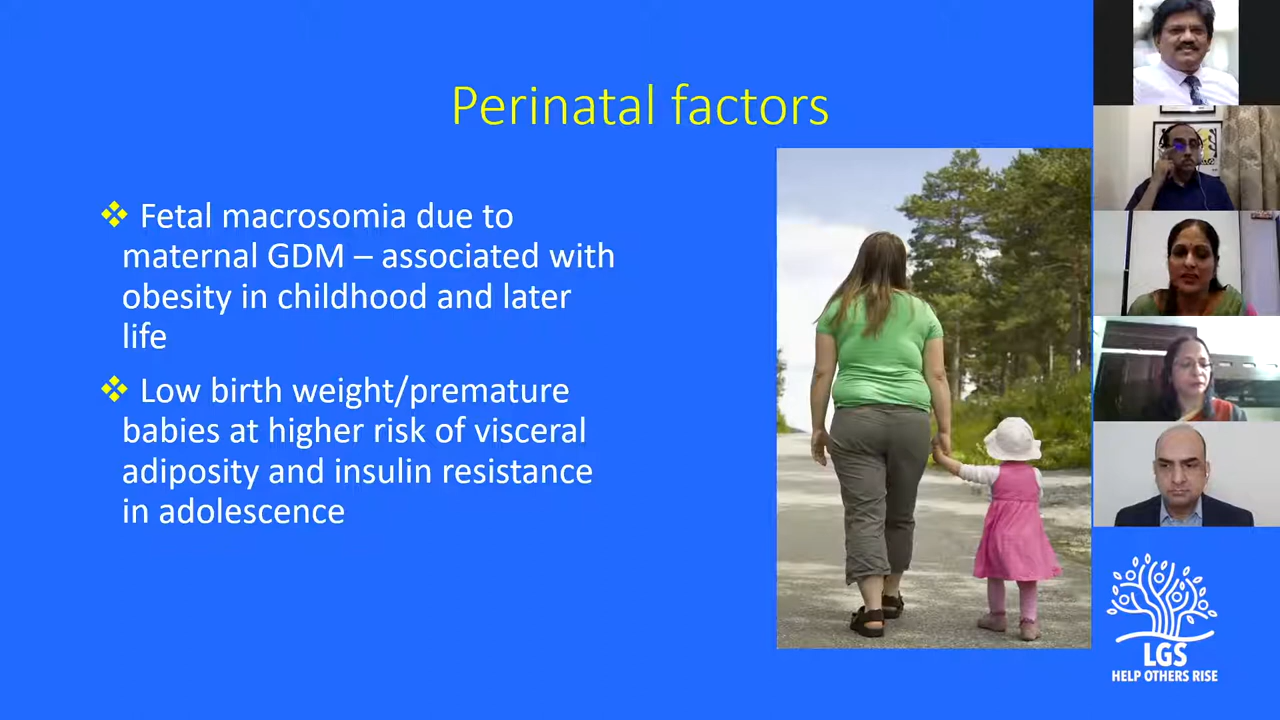 Perinatal factors
Fetal macrosomia due to
maternal GDM – associated with
obesity in childhood and later
life
Low birth weight/premature
babies at higher risk of visceral
adiposity and insulin resistance
in adolescence
LGS
HELP OTHERS RISE